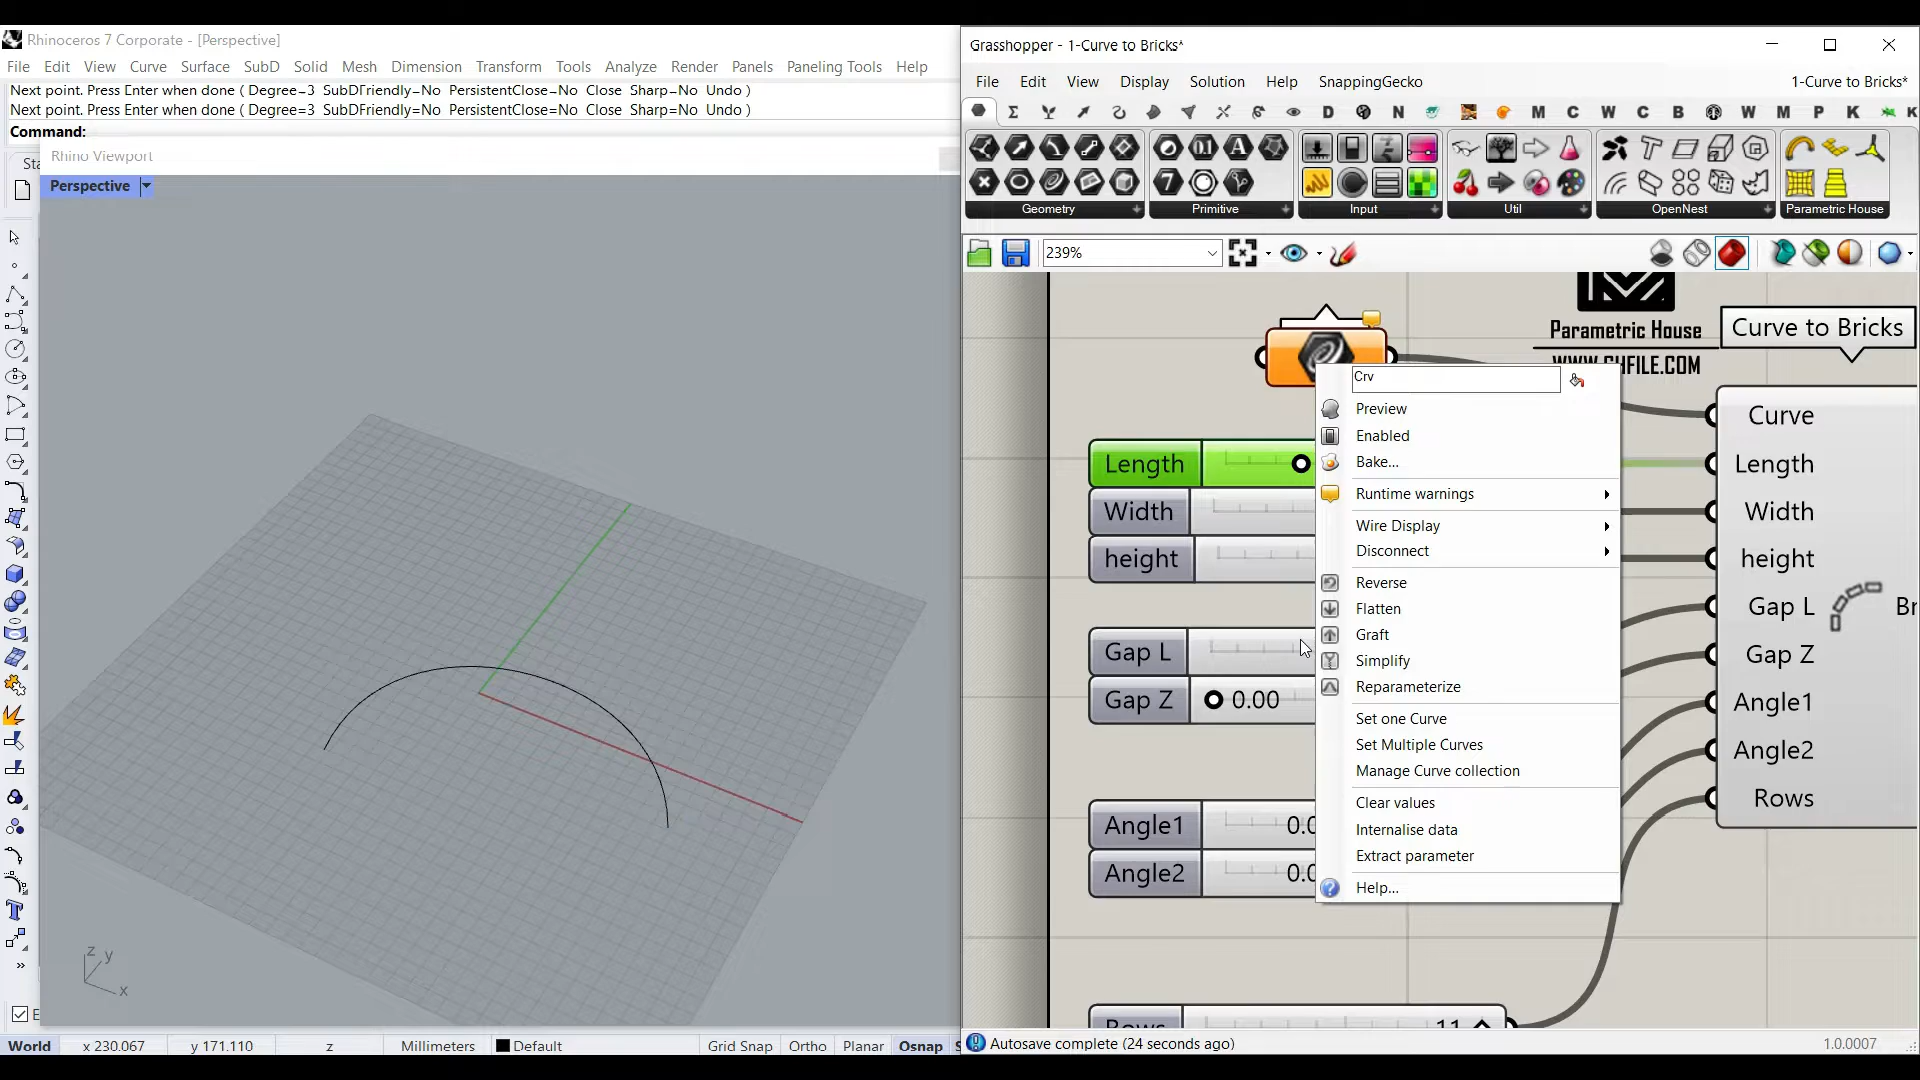 Rhinoceros 7 Corporate - [Perspective]
File Edit View Curve Surface SubD Solid Mesh Dimension Transform Tools Analyze Render Panels Paneling Tools Help
Next point. Press Enter when done ( Degree=3 SubDFriendly=No PersistentClose=No Close Sharp=No Undo )
Next point. Press Enter when done ( Degree=3 SubDFriendly=No PersistentClose=No Close Sharp=No Undo )
Command:
Sta
Rhino Viewport
Perspective
z y
x
World x 230.067 y 171.110 z Millimeters Default Grid Snap Ortho Planar Osnap S
Grasshopper - 1-Curve to Bricks*
File Edit View Display Solution Help SnappingGecko 1-Curve to Bricks*
D N M C W C B W M P K K
Geometry Primitive Input Util OpenNest Parametric House
239%
Parametric House
Curve to Bricks
Crv
Preview
Enabled
Bake...
Runtime warnings
Wire Display
Disconnect
Reverse
Flatten
Graft
Simplify
Reparameterize
Set one Curve
Set Multiple Curves
Manage Curve collection
Clear values
Internalise data
Extract parameter
Help...
Length
Width
height
Gap L
Gap Z 0.00
Angle1 0.0
Angle2 0.0
Rows 11
Curve
Length
Width
height
Gap L
Gap Z
Angle1
Angle2
Rows
Br
Autosave complete (24 seconds ago) 1.0.0007